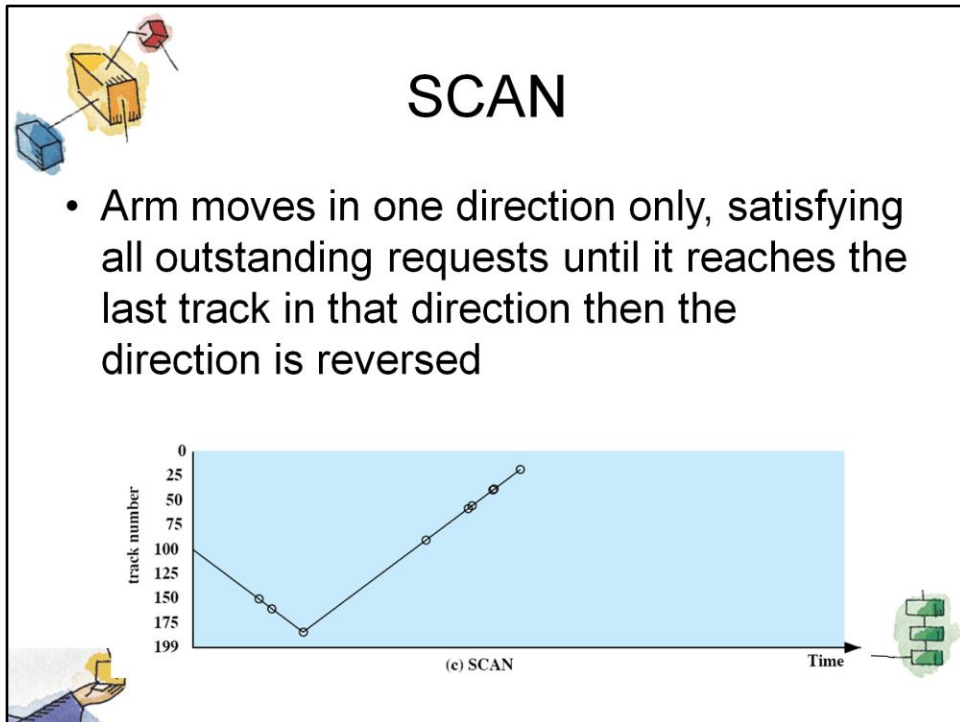 SCAN
• Arm moves in one direction only, satisfying
all outstanding requests until it reaches the
last track in that direction then the
direction is reversed
track number
0
25
50
75
100
125
150
175
199
(c) SCAN
Time